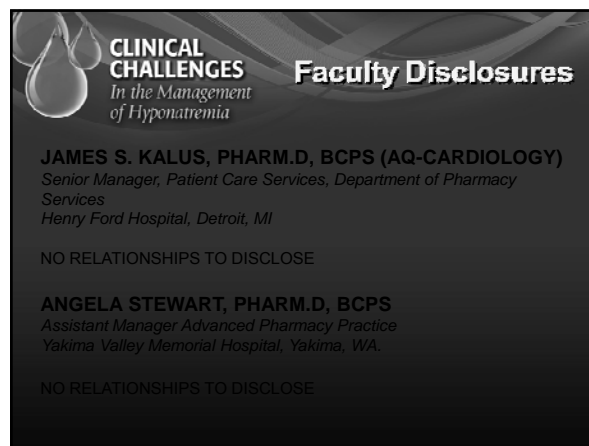 CLINICAL
CHALLENGES
In the Management
of Hyponatremia
Faculty Disclosures
JAMES S. KALUS, PHARM.D, BCPS (AQ-CARDIOLOGY)
Senior Manager, Patient Care Services, Department of Pharmacy
Services
Henry Ford Hospital, Detroit, MI
NO RELATIONSHIPS TO DISCLOSE
ANGELA STEWART, PHARM.D, BCPS
Assistant Manager Advanced Pharmacy Practice
Yakima Valley Memorial Hospital, Yakima, WA.
NO RELATIONSHIPS TO DISCLOSE